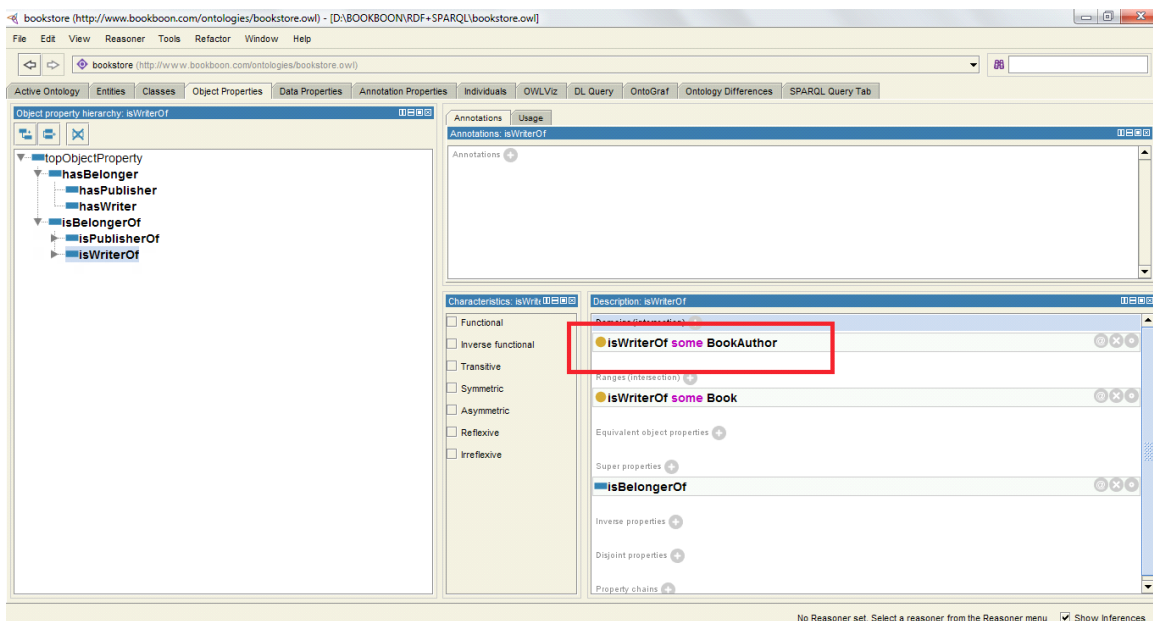 bookstore (http://www.bookboon.com/ontologies/bookstore.owl) - [D:\BOOKBOON\RDF+SPARQL\bookstore.owl]
File Edit View Reasoner Tools Refactor Window Help
bookstore (http://www.bookboon.com/ontologies/bookstore.owl)
Active Ontology Entities Classes Object Properties Data Properties Annotation Properties Individuals OWLViz DL Query OntoGraf Ontology Differences SPARQL Query Tab
Object property hierarchy: isWriterOf
topObjectProperty
hasBelonger
hasPublisher
hasWriter
isBelongerOf
isPublisherOf
isWriterOf
Annotations Usage
Annotations: isWriterOf
Annotations
Characteristics: isWrite
Functional
Inverse functional
Transitive
Symmetric
Asymmetric
Reflexive
Irreflexive
Description: isWriterOf
Domains (intersection)
isWriterOf some BookAuthor
Ranges (intersection)
isWriterOf some Book
Equivalent object properties
Super properties
isBelongerOf
Inverse properties
Disjoint properties
Property chains
No Reasoner set. Select a reasoner from the Reasoner menu Show Inferences